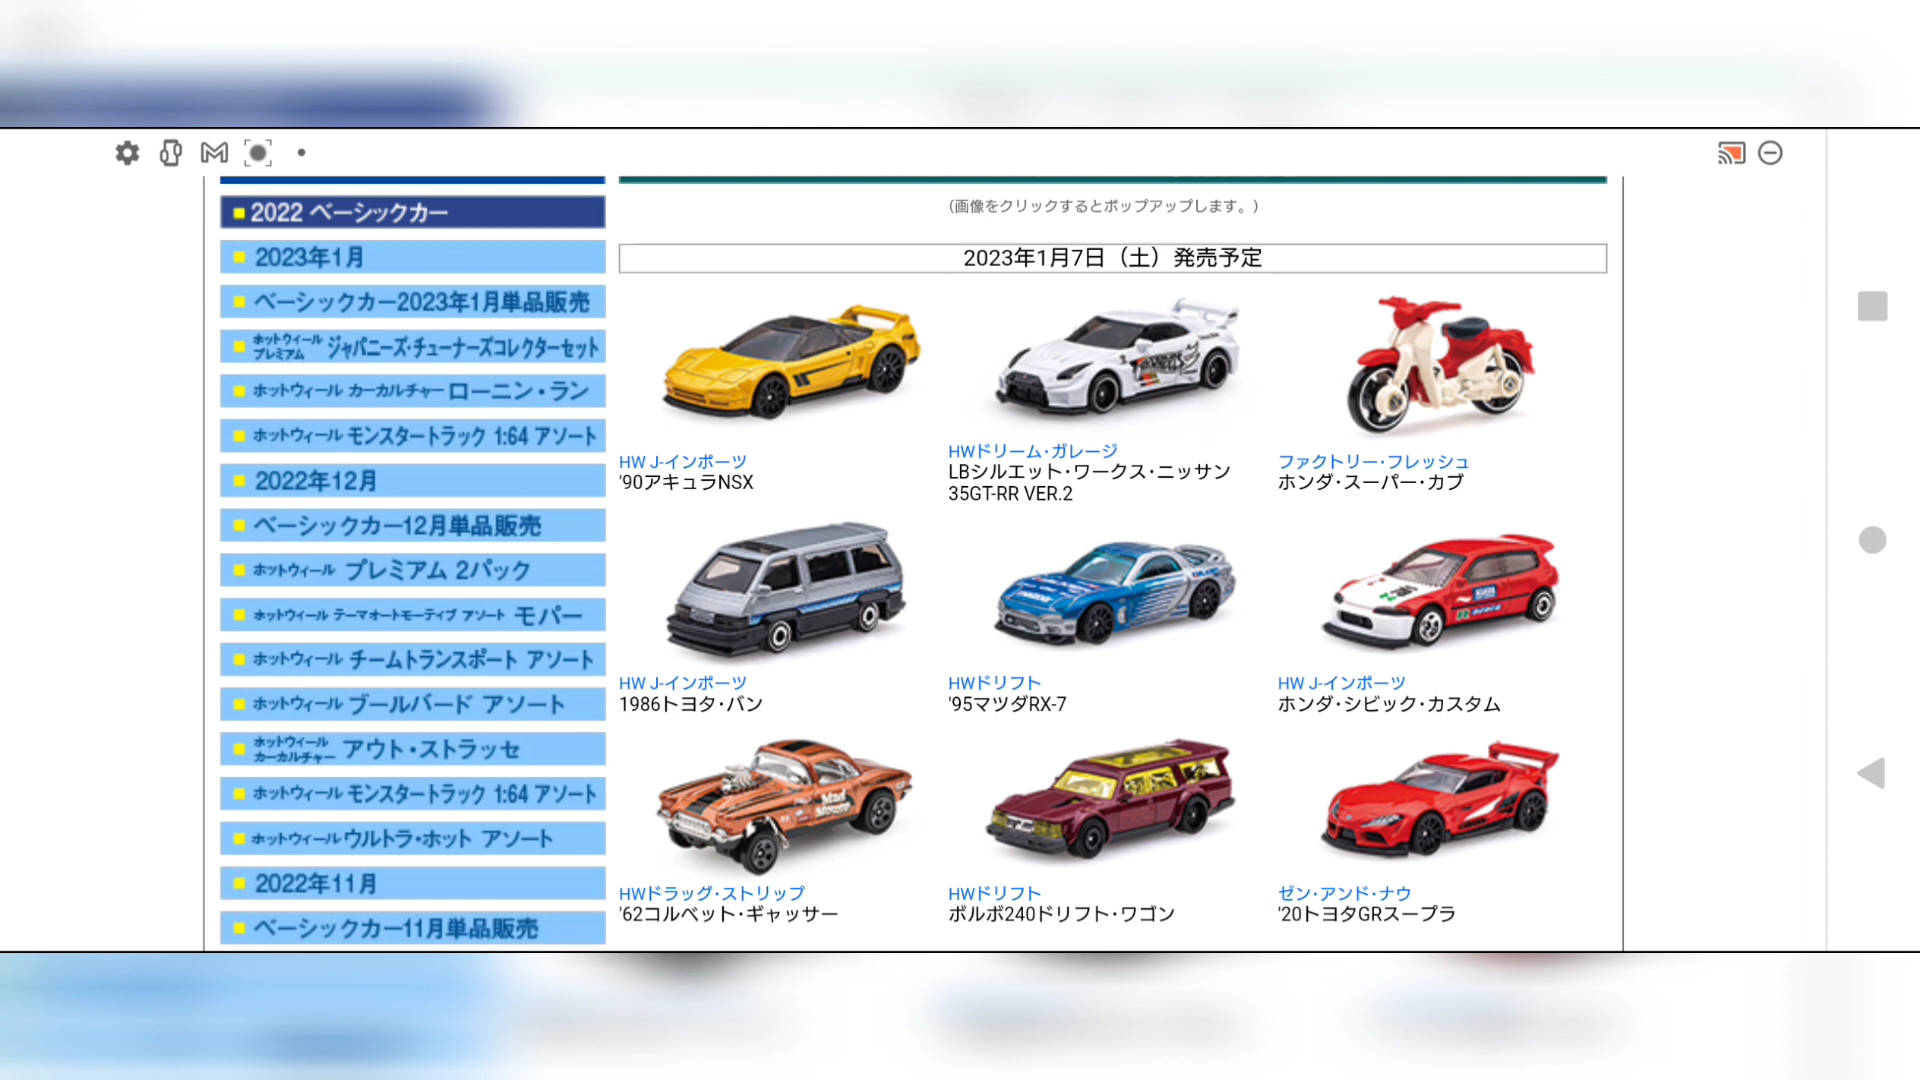 2022 ベーシックカー
2023年1月
ベーシックカー2023年1月単品販売
ホットウィール プレミアム ジャパニーズ・チューナーズコレクターセット
ホットウィール カーカルチャー ローニン・ラン
ホットウィール モンスタートラック 1:64 アソート
2022年12月
ベーシックカー12月単品販売
ホットウィール プレミアム 2パック
ホットウィール テーマオートモーティブ アソート モパー
ホットウィール チームトランスポート アソート
ホットウィール ブールバード アソート
ホットウィール カーカルチャー アウト・ストラッセ
ホットウィール モンスタートラック 1:64 アソート
ホットウィール ウルトラ・ホット アソート
2022年11月
ベーシックカー11月単品販売
(画像をクリックするとポップアップします。)
2023年1月7日（土）発売予定
HW J-インポーツ
'90アキュラNSX
HWドリーム・ガレージ
LBシルエット・ワークス・ニッサン
35GT-RR VER.2
ファクトリー・フレッシュ
ホンダ・スーパー・カブ
HW J-インポーツ
1986トヨタ・バン
HWドリフト
'95マツダRX-7
HW J-インポーツ
ホンダ・シビック・カスタム
Mad
HWドラッグ・ストリップ
'62コルベット・ギャッサー
HWドリフト
ボルボ240ドリフト・ワゴン
ゼン・アンド・ナウ
'20トヨタGRスープラ